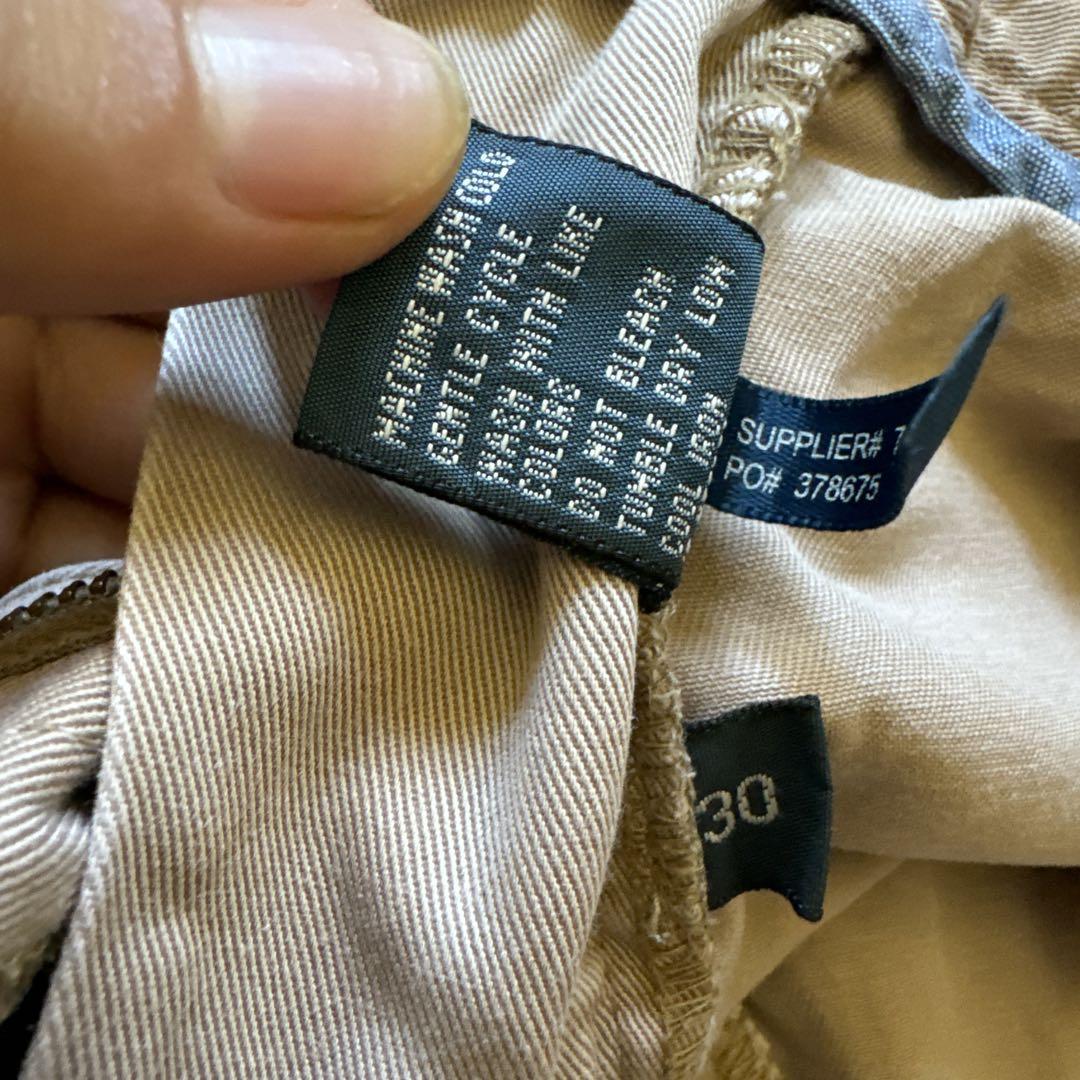 MACHINE WASH COLD
GENTLE CYCLE
WASH WITH LIKE
COLORS
DO NOT BLEACH
TUMBLE DRY LOW
COOL IRON
SUPPLIER# 7
PO# 378675
30